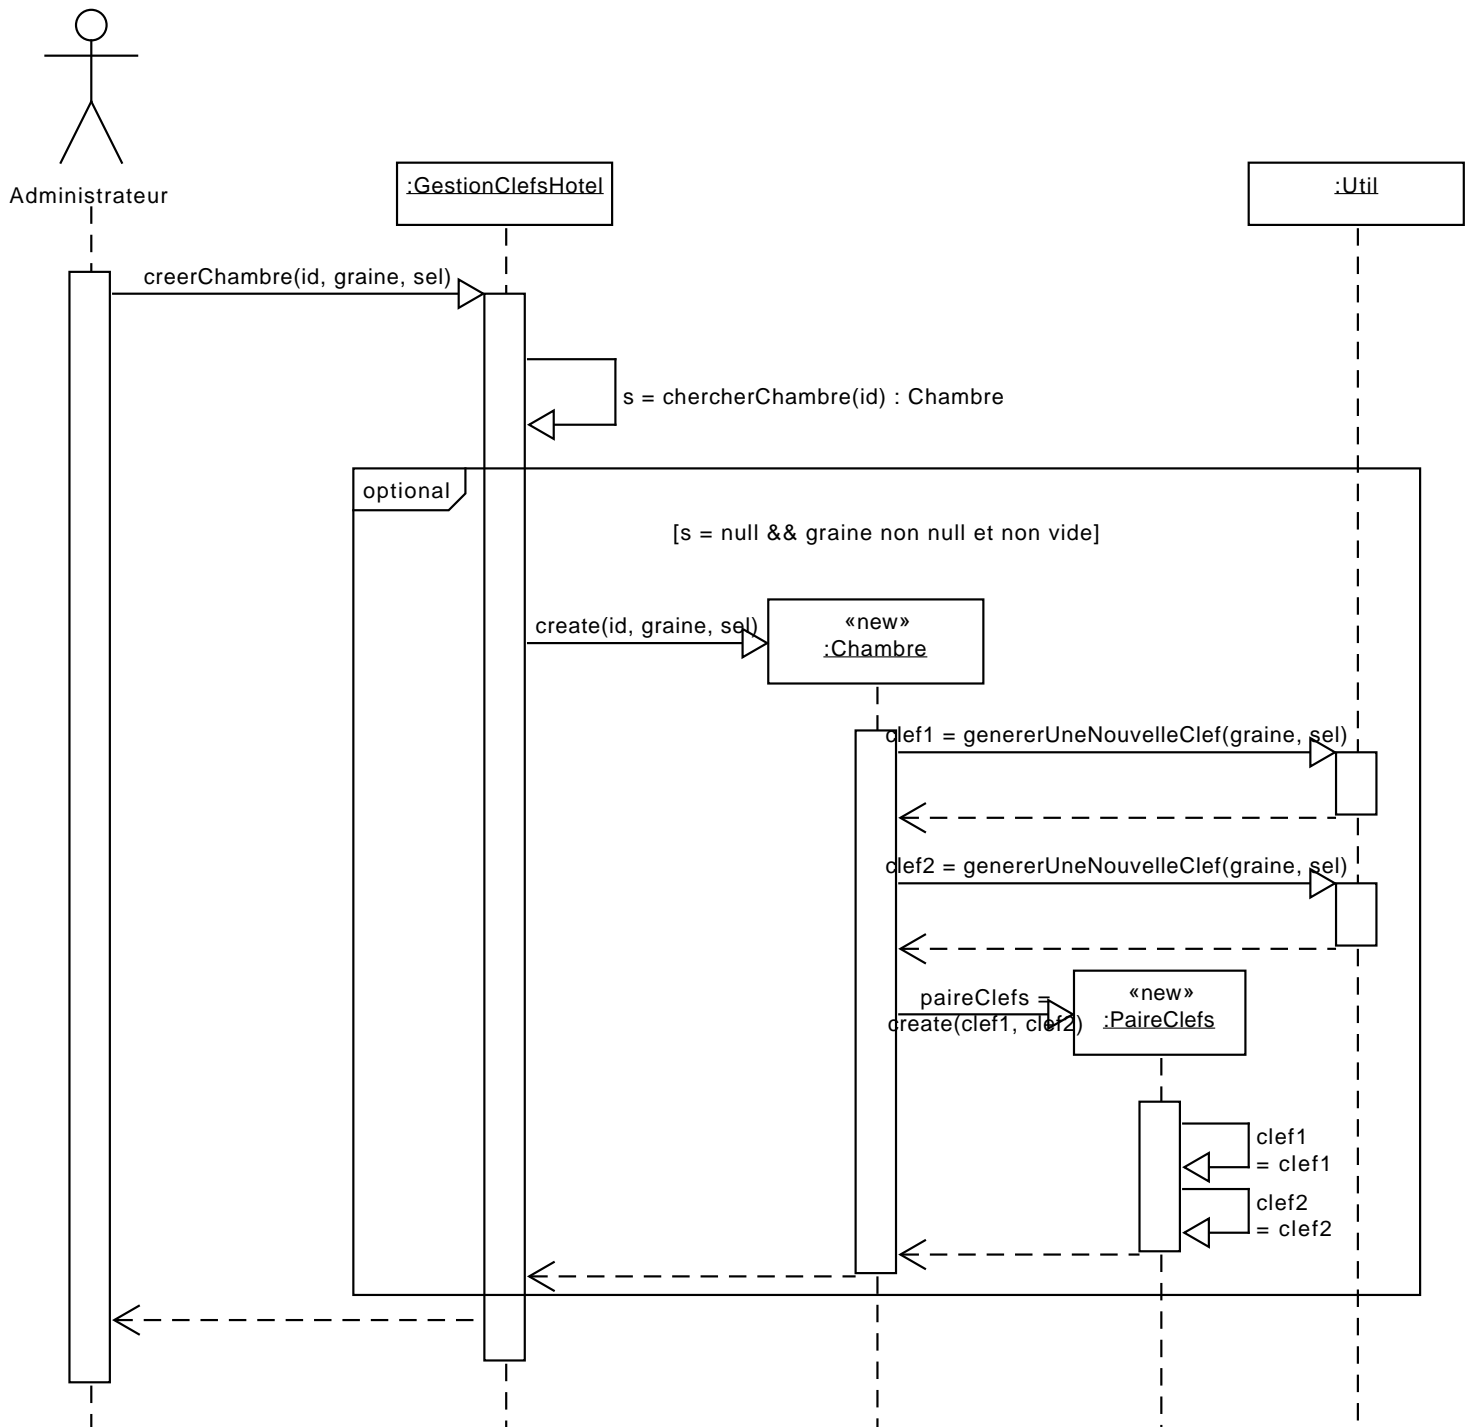 Administrateur
:GestionClefsHotel
:Util
creerChambre(id, graine, sel)
s = chercherChambre(id) : Chambre
optional
[s = null && graine non null et non vide]
create(id, graine, sel)
«new»
:Chambre
clef1 = genererUneNouvelleClef(graine, sel)
clef2 = genererUneNouvelleClef(graine, sel)
paireClefs =
create(clef1, clef2)
«new»
:PaireClefs
clef1
= clef1
clef2
= clef2